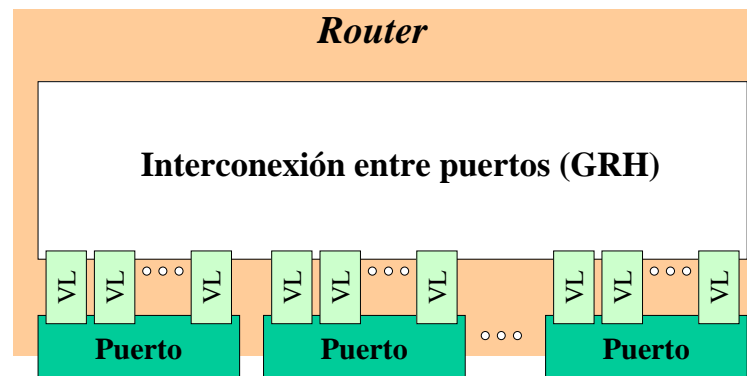 Router
Interconexión entre puertos (GRH)
VL VL VL VL VL VL VL VL VL
Puerto Puerto Puerto